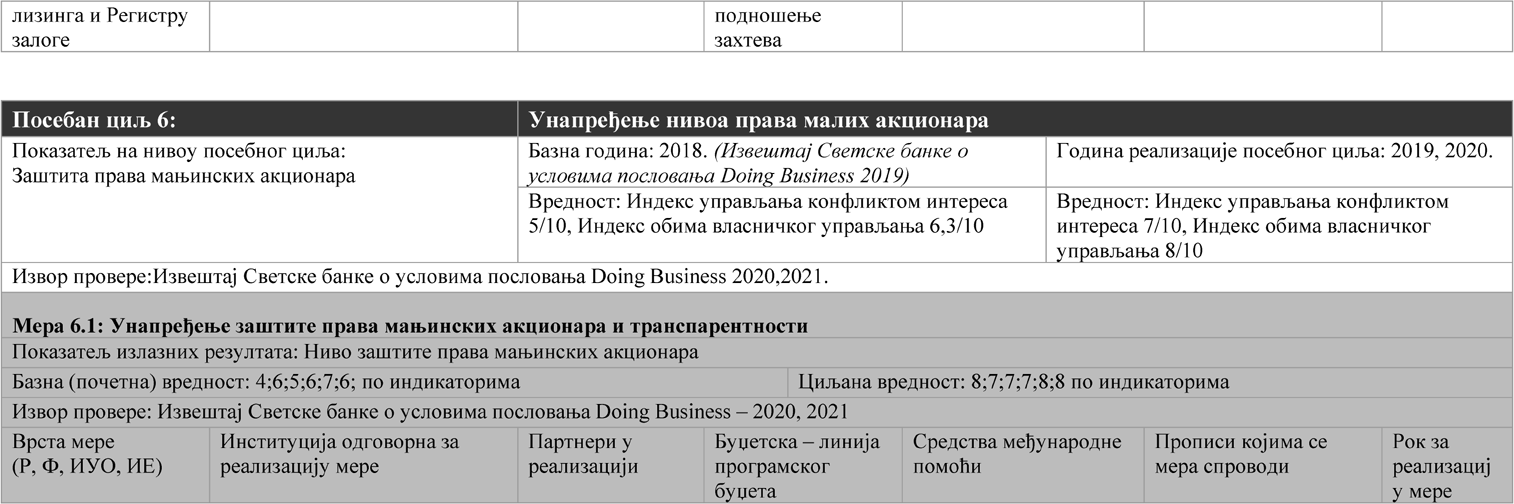 лизинга и Регистру
залоге
подношење
захтева
Посебан циљ 6:
Унапређење нивоа права малих акционара
Показатељ на нивоу посебног циља:
Заштита права мањинских акционара
Базна година: 2018. (Извештај Светске банке о
условима пословања Doing Business 2019)
Година реализације посебног циља: 2019, 2020.
Вредност: Индекс управљања конфликтом интереса
5/10, Индекс обима власничког управљања 6,3/10
Вредност: Индекс управљања конфликтом
интереса 7/10, Индекс обима власничког
управљања 8/10
Извор провере:Извештај Светске банке о условима пословања Doing Business 2020,2021.
Мера 6.1: Унапређење заштите права мањинских акционара и транспарентности
Показатељ излазних резултата: Ниво заштите права мањинских акционара
Базна (почетна) вредност: 4;6;5;6;7;6; по индикаторима
Циљана вредност: 8;7;7;7;8;8 по индикаторима
Извор провере: Извештај Светске банке о условима пословања Doing Business – 2020, 2021
Врста мере
(Р, Ф, ИУО, ИЕ)
Институција одговорна за
реализацију мере
Партнери у
реализацији
Буџетска – линија
програмског
буџета
Средства међународне
помоћи
Прописи којима се
мера спроводи
Рок за
реализациј
у мере